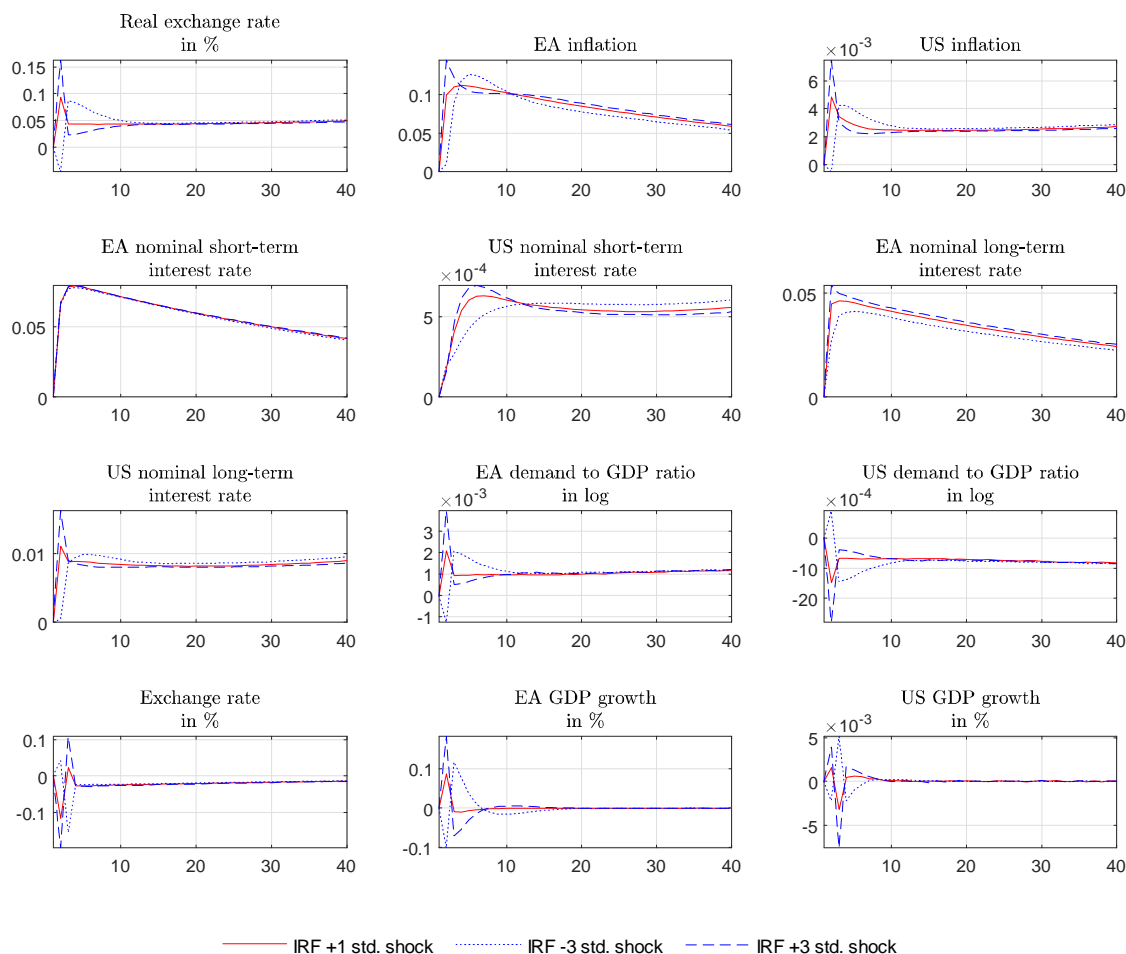 Real exchange rate
in %
0.15
0.1
0.05
0
10 20 30 40
EA inflation
0.1
0.05
0
10 20 30 40
US inflation
×10⁻³
6
4
2
0
10 20 30 40
EA nominal short-term
interest rate
0.05
0
10 20 30 40
US nominal short-term
interest rate
×10⁻⁴
5
0
10 20 30 40
EA nominal long-term
interest rate
0.05
0
10 20 30 40
US nominal long-term
interest rate
0.01
0
10 20 30 40
EA demand to GDP ratio
in log
×10⁻³
3
2
1
0
-1
10 20 30 40
US demand to GDP ratio
in log
×10⁻⁴
0
-10
-20
10 20 30 40
Exchange rate
in %
0.1
0
-0.1
10 20 30 40
EA GDP growth
in %
0.1
0
-0.1
10 20 30 40
US GDP growth
in %
×10⁻³
5
0
-5
10 20 30 40
IRF +1 std. shock IRF -3 std. shock IRF +3 std. shock